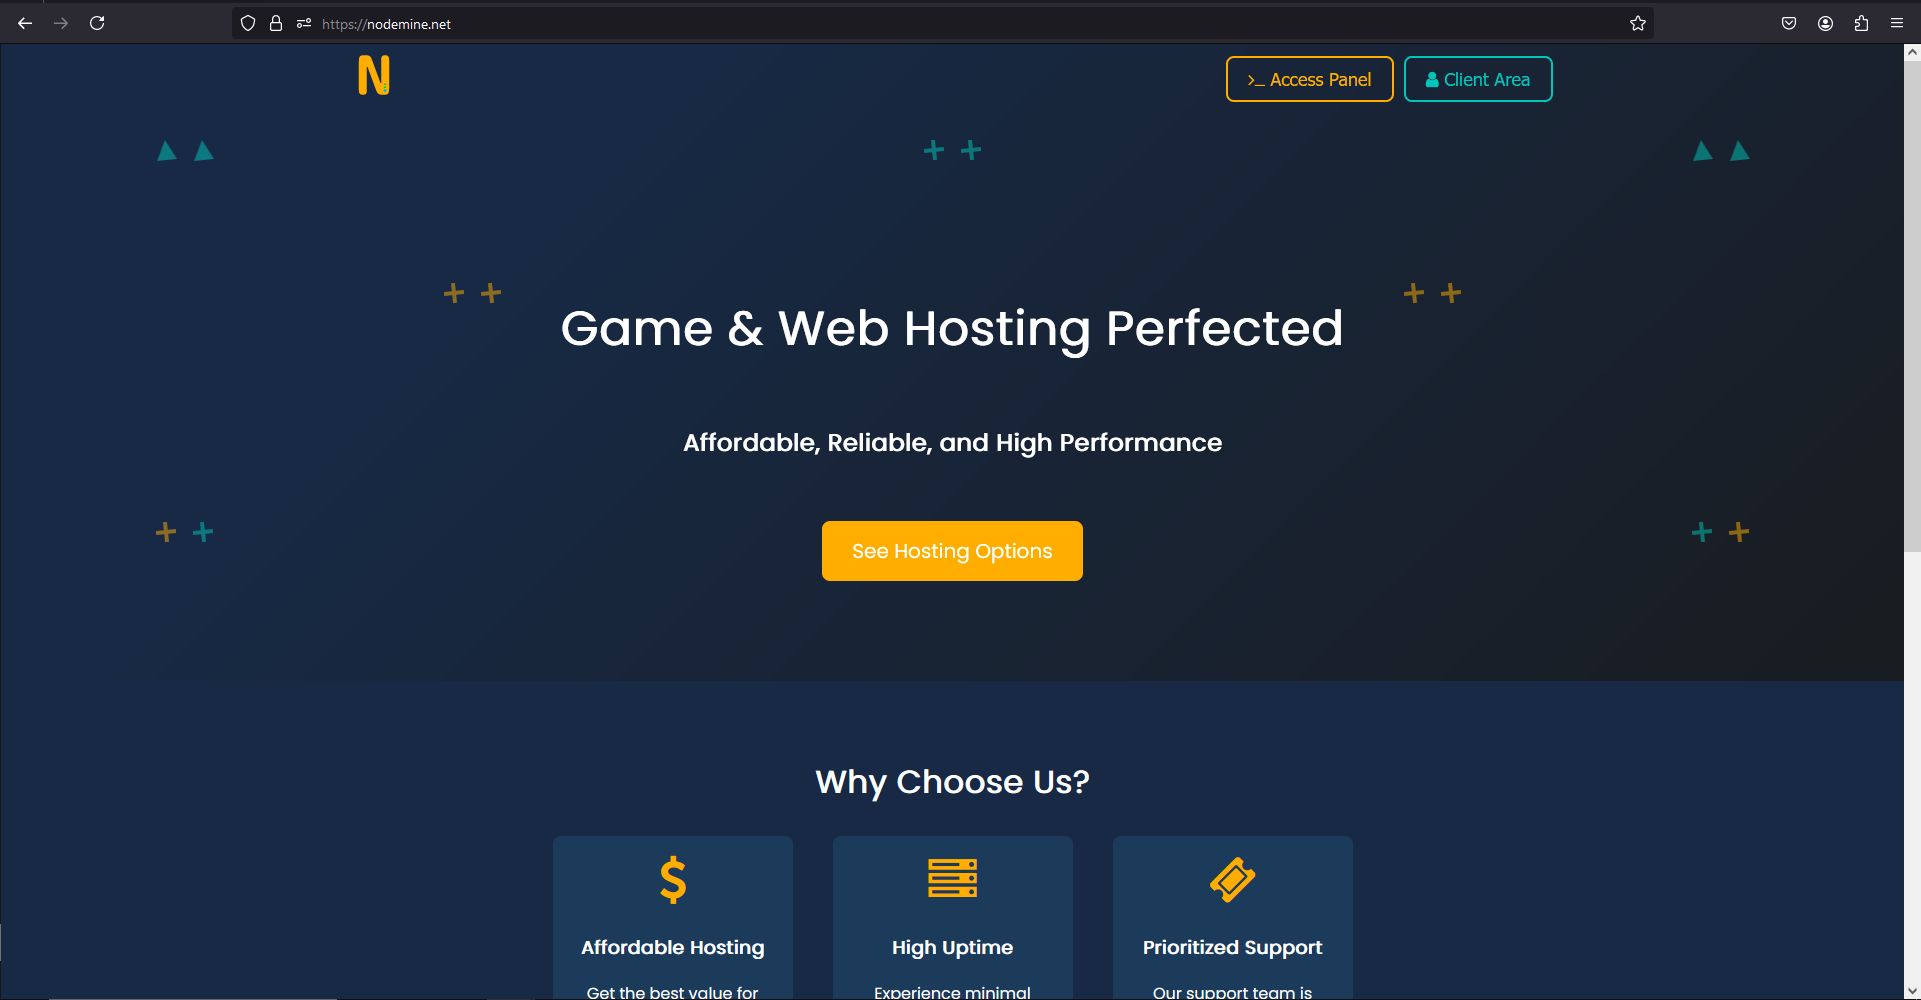 https://nodemine.net
N
Access Panel
Client Area
Game & Web Hosting Perfected
Affordable, Reliable, and High Performance
See Hosting Options
Why Choose Us?
Affordable Hosting
High Uptime
Prioritized Support
Get the best value for
Experience minimal
Our support team is